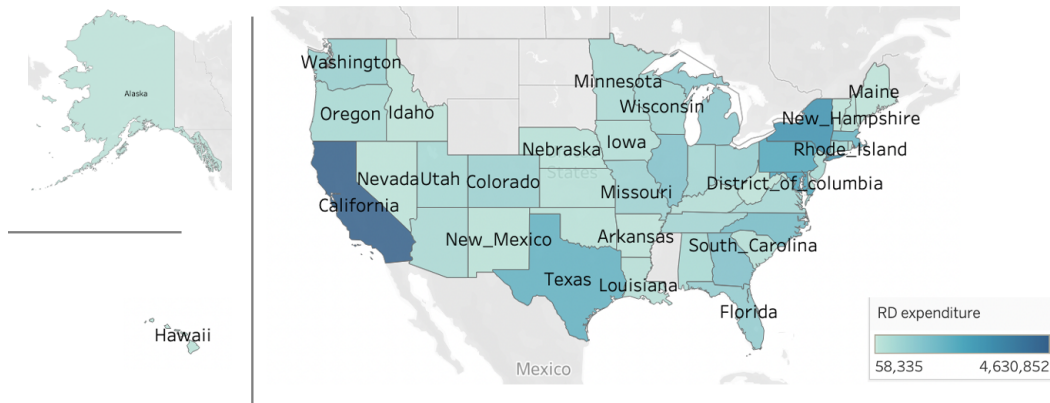 Alaska
Washington
Minnesota
Maine
Oregon
Idaho
Wisconsin
New_Hampshire
Nebraska
Iowa
Rhode_Island
States
Nevada
Utah
Colorado
Missouri
District_of_columbia
California
New_Mexico
Arkansas
South_Carolina
Texas
Louisiana
Florida
Hawaii
Mexico
RD expenditure
58,335 4,630,852